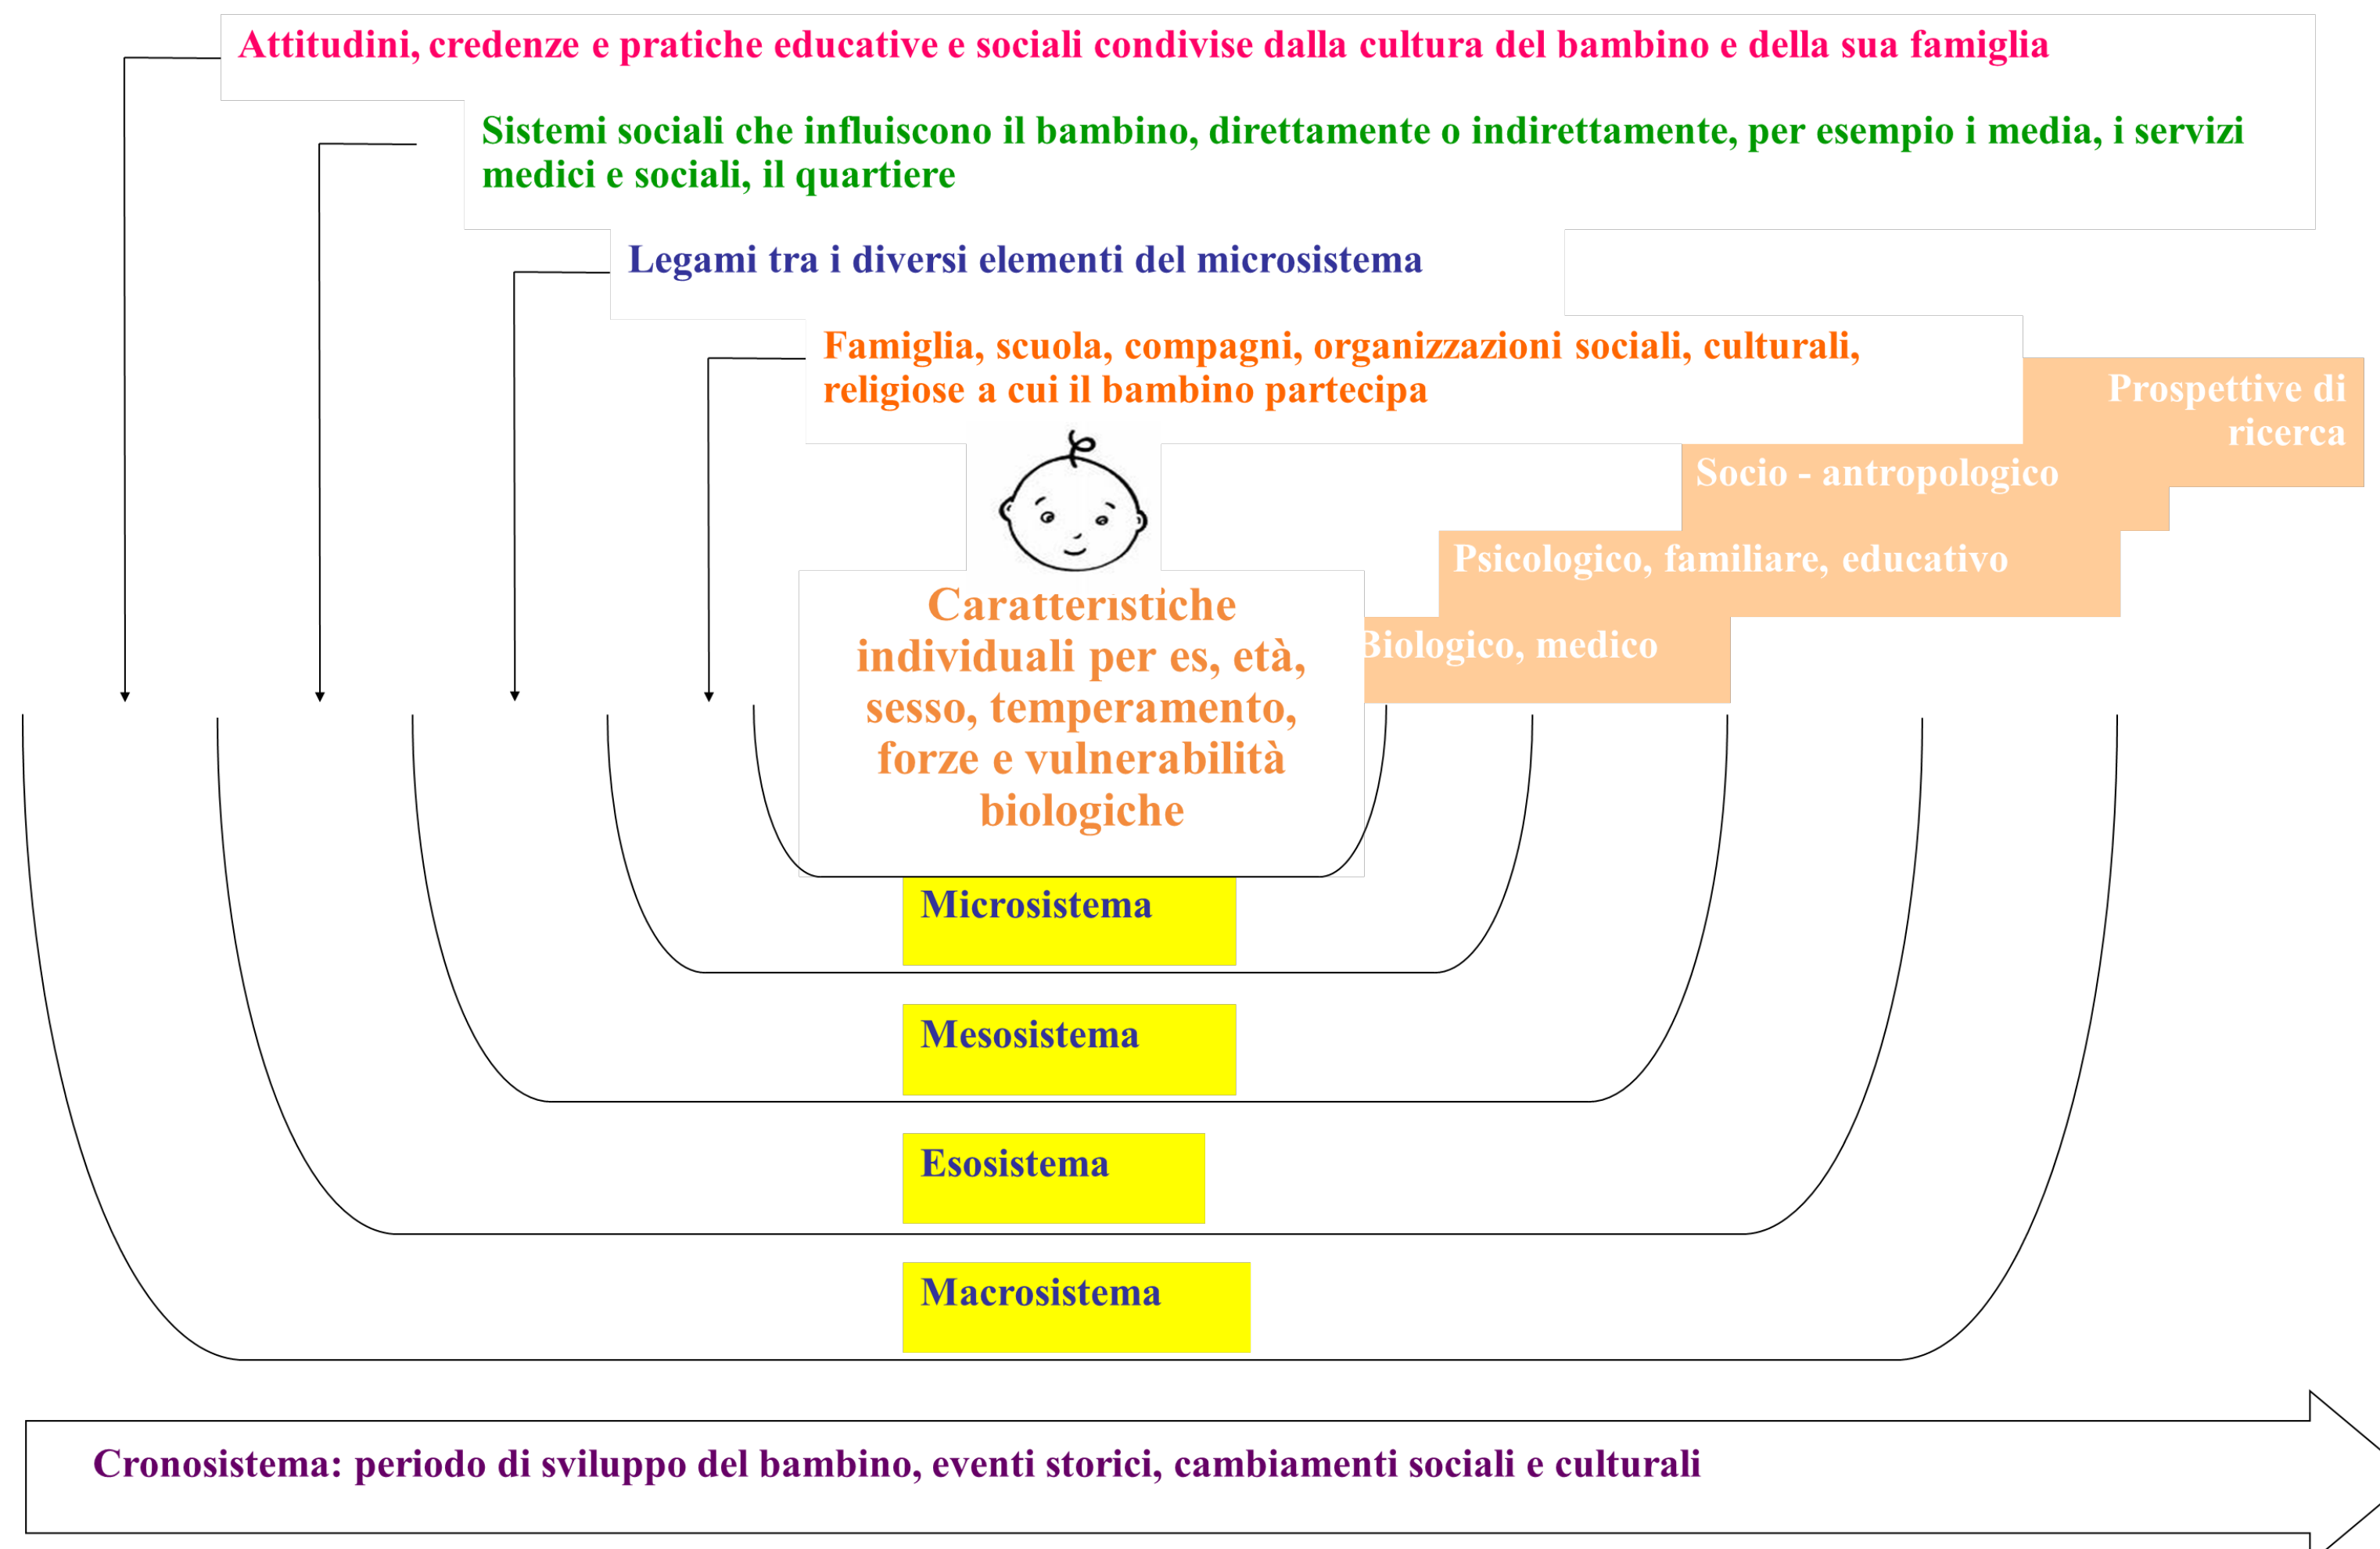 Attitudini, credenze e pratiche educative e sociali condivise dalla cultura del bambino e della sua famiglia
Sistemi sociali che influiscono il bambino, direttamente o indirettamente, per esempio i media, i servizi
medici e sociali, il quartiere
Legami tra i diversi elementi del microsistema
Famiglia, scuola, compagni, organizzazioni sociali, culturali,
religiose a cui il bambino partecipa
Prospettive di
ricerca
Socio - antropologico
Psicologico, familiare, educativo
Biologico, medico
Caratteristiche
individuali per es, età,
sesso, temperamento,
forze e vulnerabilità
biologiche
Microsistema
Mesosistema
Esosistema
Macrosistema
Cronosistema: periodo di sviluppo del bambino, eventi storici, cambiamenti sociali e culturali